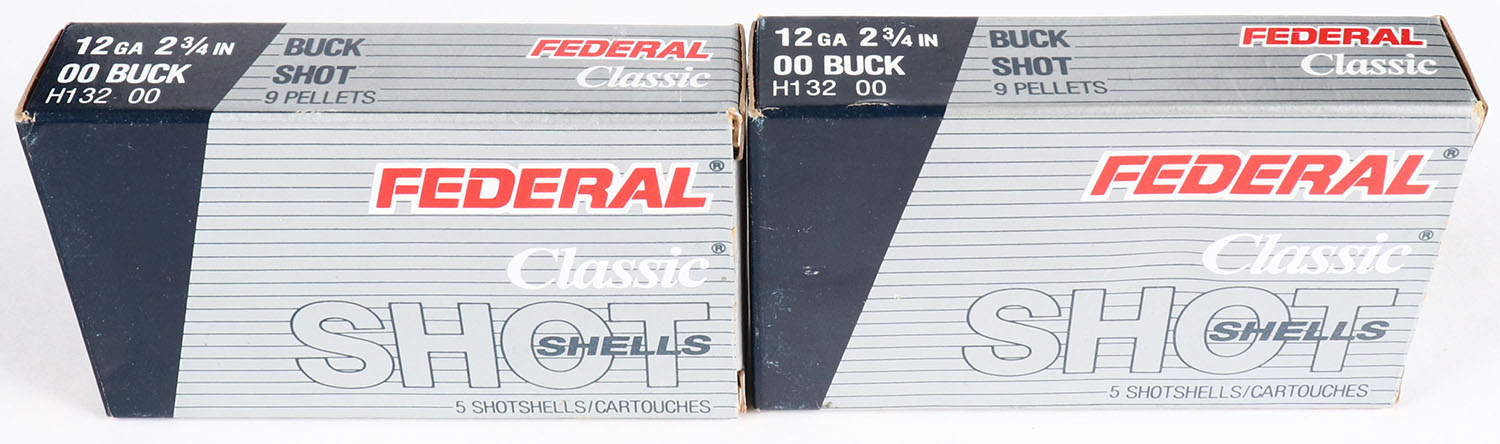 12 GA 2 3/4 IN
00 BUCK
H132 00
BUCK
SHOT
9 PELLETS
FEDERAL
Classic
FEDERAL®
Classic®
SHOT
SHELLS
5 SHOTSHELLS/CARTOUCHES
12 GA 2 3/4 IN
00 BUCK
H132 00
BUCK
SHOT
9 PELLETS
FEDERAL
Classic
FEDERAL®
Classic®
SHOT
SHELLS
5 SHOTSHELLS/CARTOUCHES